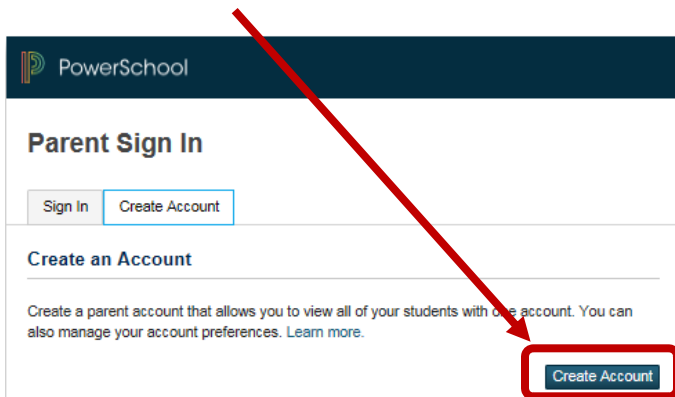 PowerSchool
Parent Sign In
Sign In Create Account
Create an Account
Create a parent account that allows you to view all of your students with one account. You can
also manage your account preferences. Learn more.
Create Account